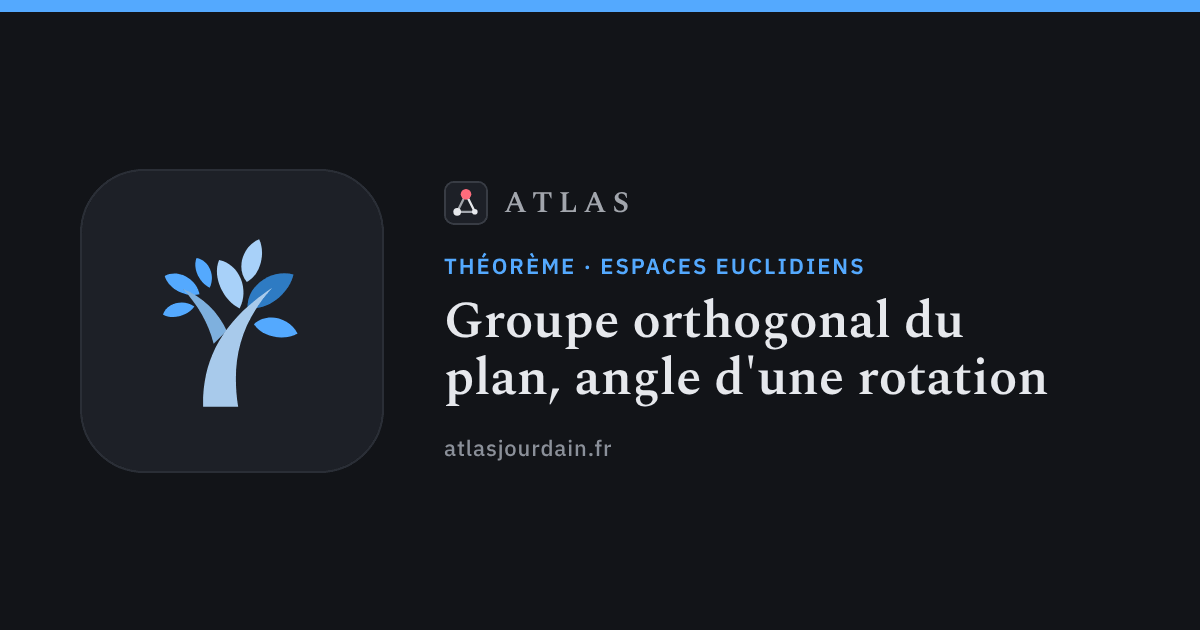 ATLAS
THÉORÈME · ESPACES EUCLIDIENS
Groupe orthogonal du
plan, angle d'une rotation
atlasjourdain.fr